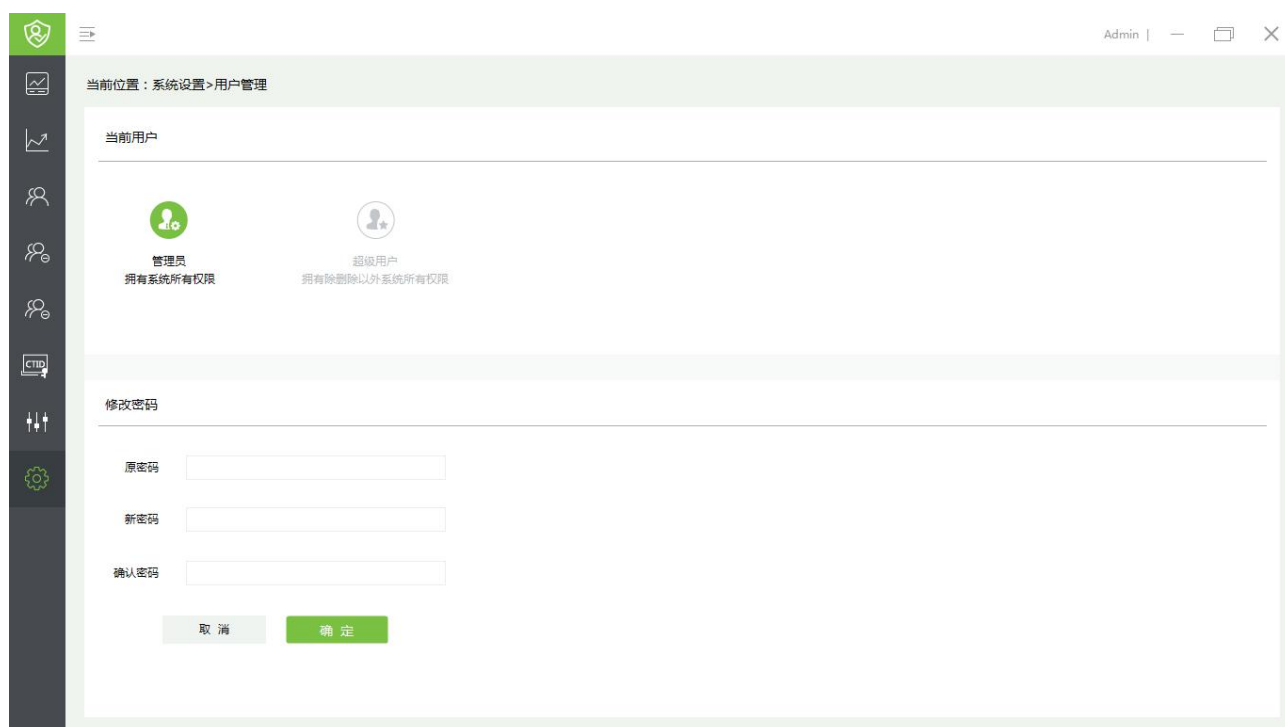 Admin |
当前位置：系统设置>用户管理
当前用户
管理员
拥有系统所有权限
超级用户
拥有除删除以外系统所有权限
CTID
修改密码
原密码
新密码
确认密码
取 消
确 定